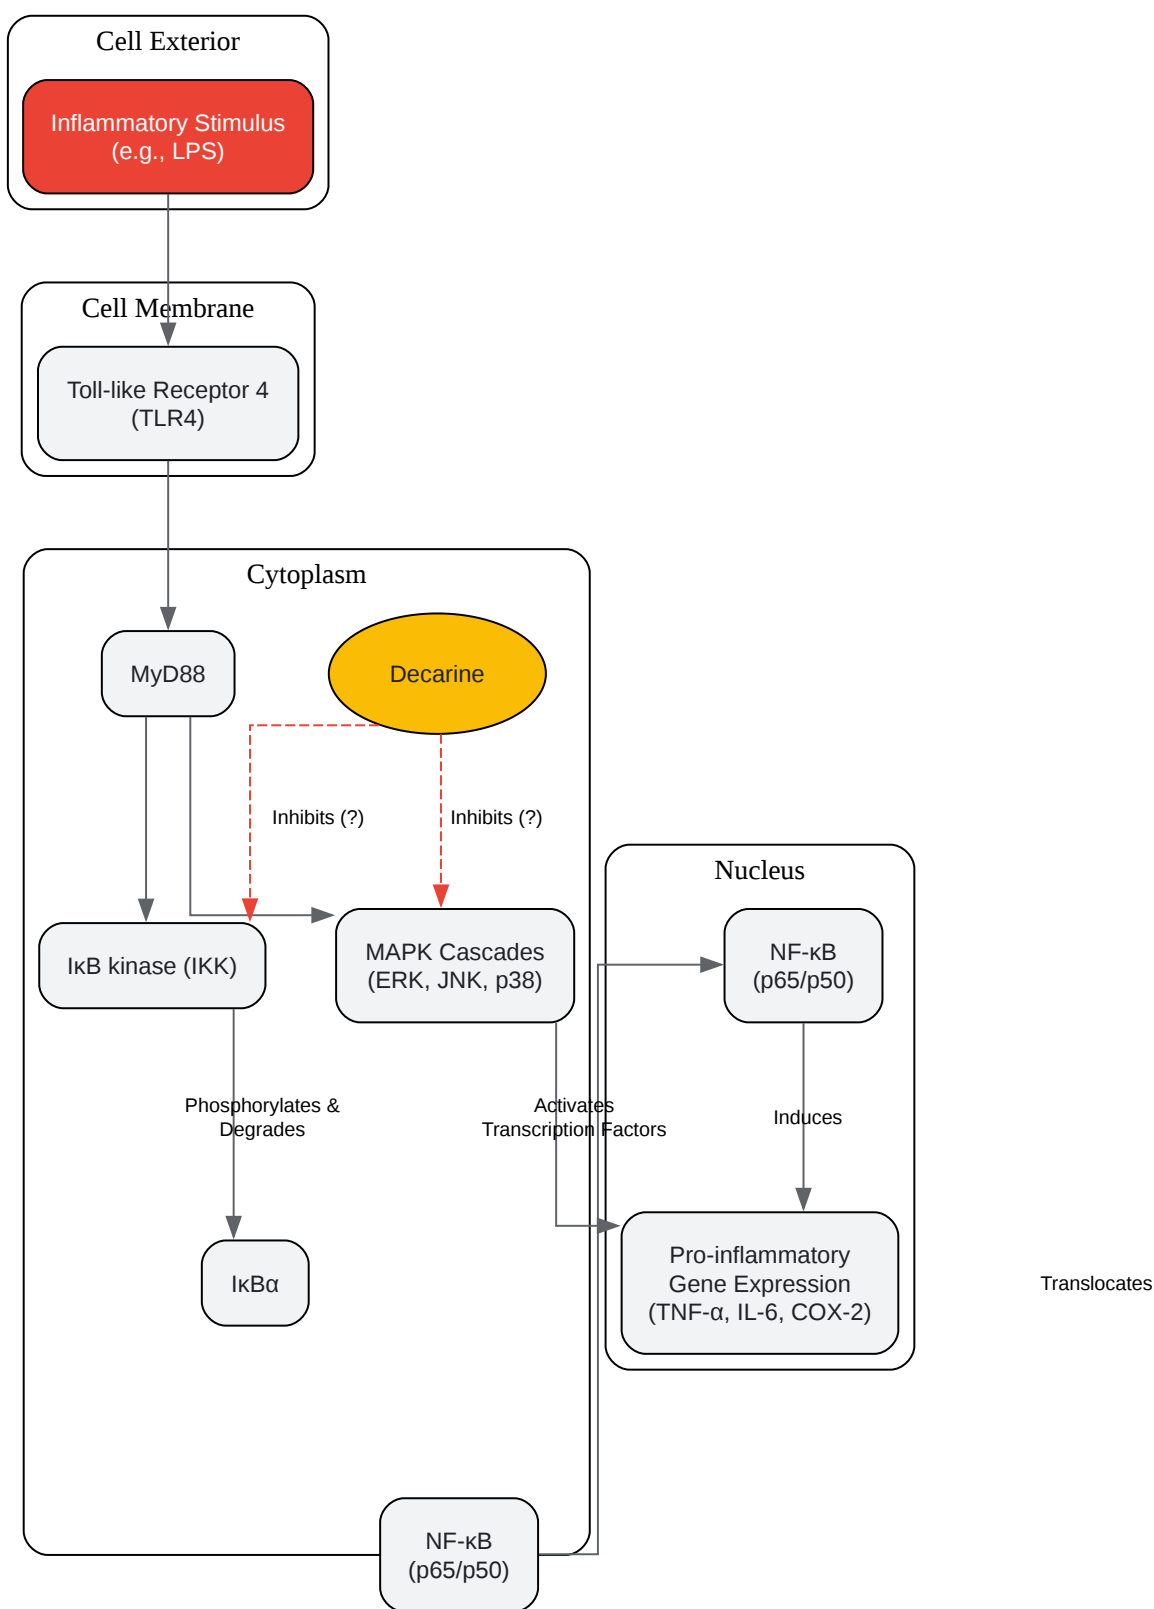 Cell Exterior
Inflammatory Stimulus
(e.g., LPS)
Cell Membrane
Toll-like Receptor 4
(TLR4)
Cytoplasm
MyD88
Decarine
Inhibits (?)
Inhibits (?)
Nucleus
IκB kinase (IKK)
MAPK Cascades
(ERK, JNK, p38)
NF-κB
(p65/p50)
Phosphorylates &
Degrades
Activates
Transcription Factors
Induces
IκBα
Pro-inflammatory
Gene Expression
(TNF-α, IL-6, COX-2)
Translocates
NF-κB
(p65/p50)